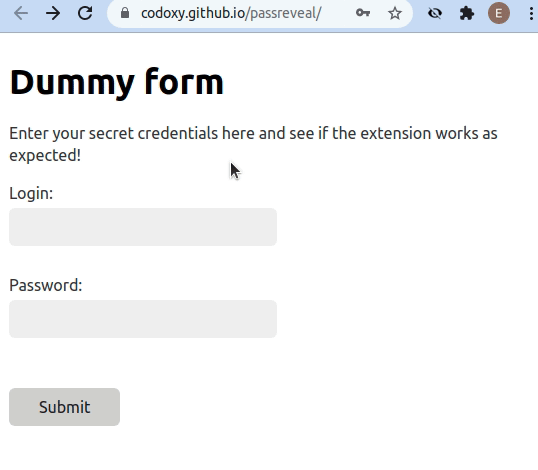 codoxy.github.io/passreveal/
E
Dummy form
Enter your secret credentials here and see if the extension works as
expected!
Login:
Password:
Submit